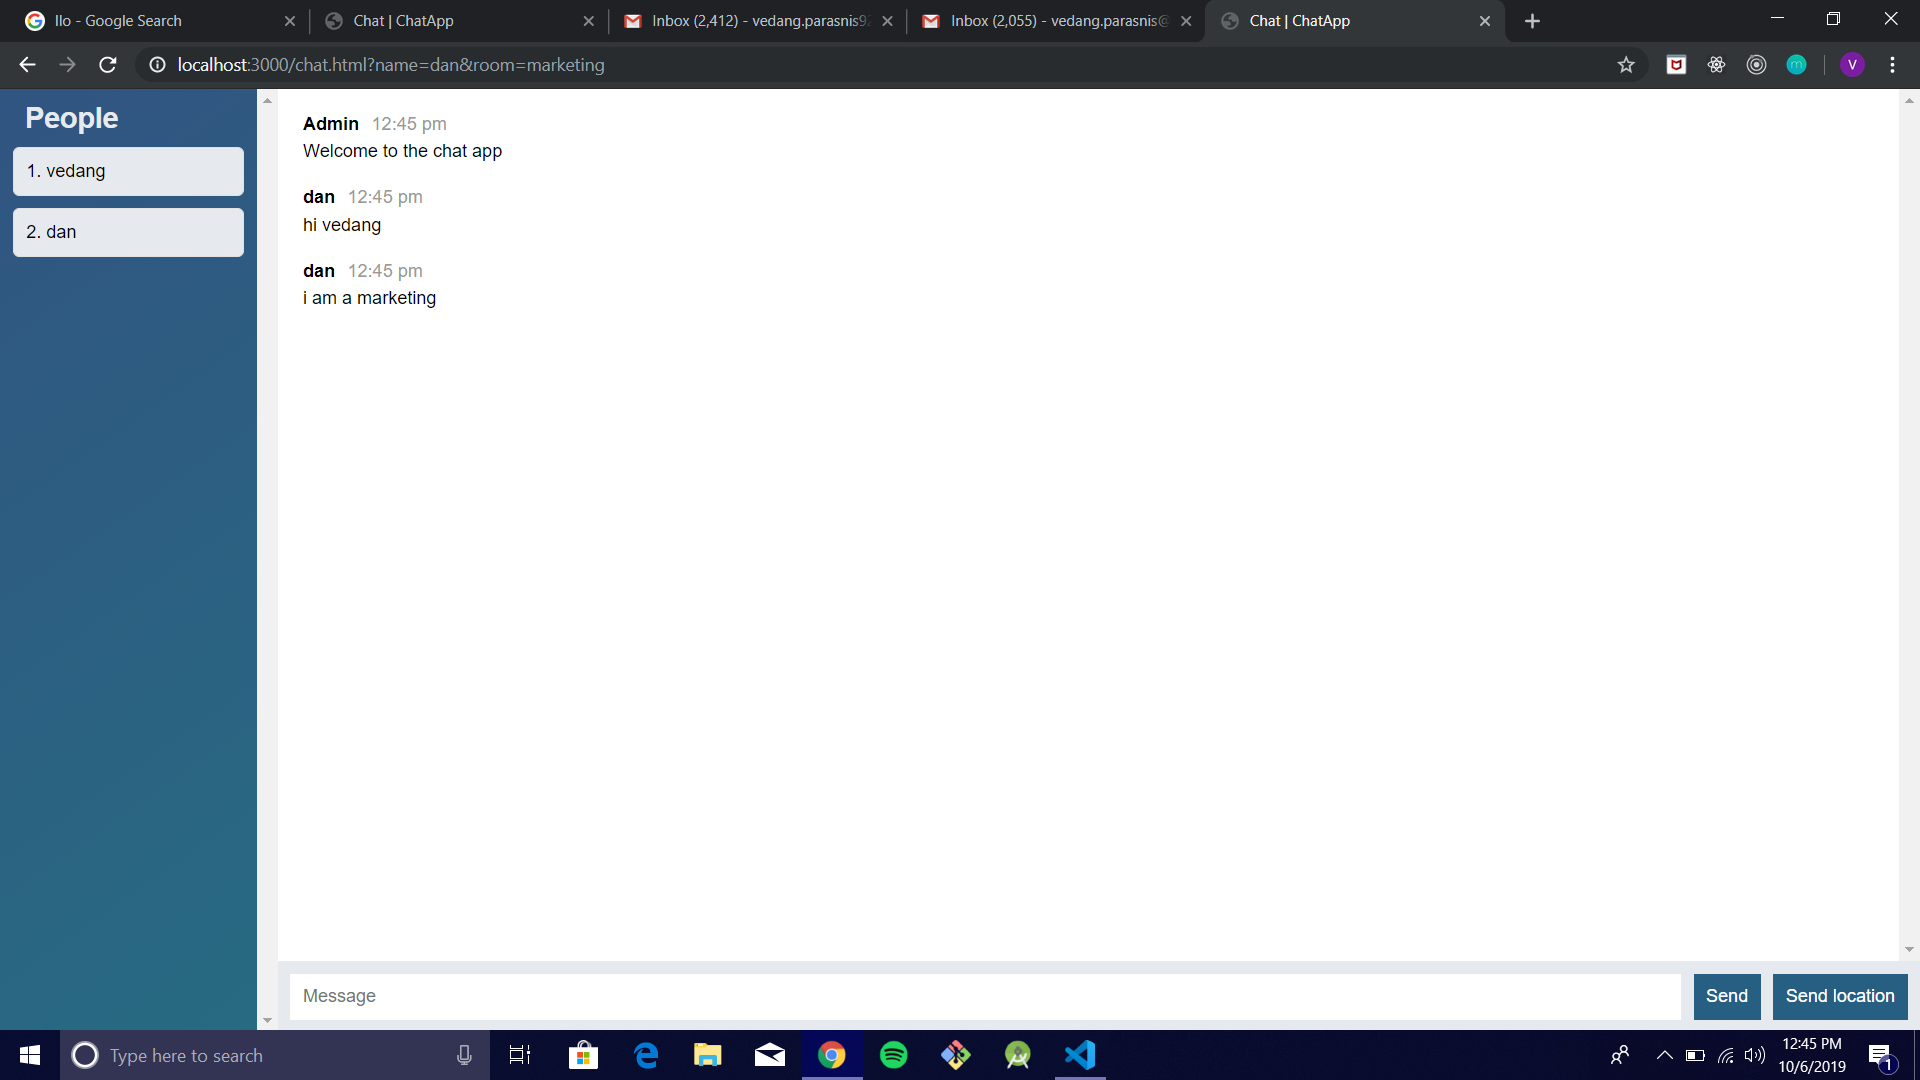 llo - Google Search
Chat | ChatApp
Inbox (2,412) - vedang.parasnis92
Inbox (2,055) - vedang.parasnis@
Chat | ChatApp
localhost:3000/chat.html?name=dan&room=marketing
V
People
1. vedang
2. dan
Admin 12:45 pm
Welcome to the chat app
dan 12:45 pm
hi vedang
dan 12:45 pm
i am a marketing
Message
Send
Send location
Type here to search
12:45 PM
10/6/2019
1